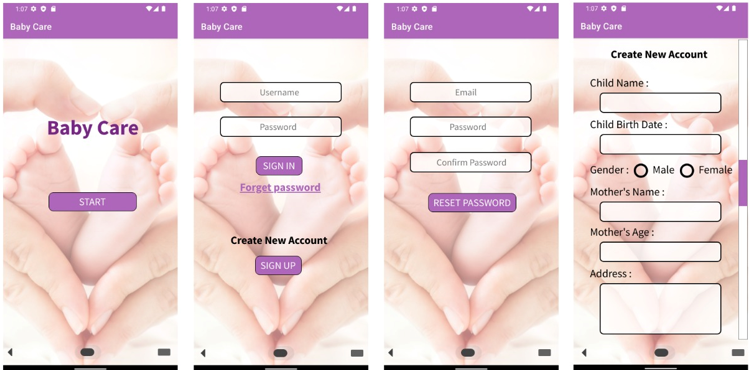 1:07
Baby Care
Baby Care
START
1:07
Baby Care
Username
Password
SIGN IN
Forget password
Create New Account
SIGN UP
1:07
Baby Care
Email
Password
Confirm Password
RESET PASSWORD
1:07
Baby Care
Create New Account
Child Name :
Child Birth Date :
Gender : Male Female
Mother's Name :
Mother's Age :
Address :